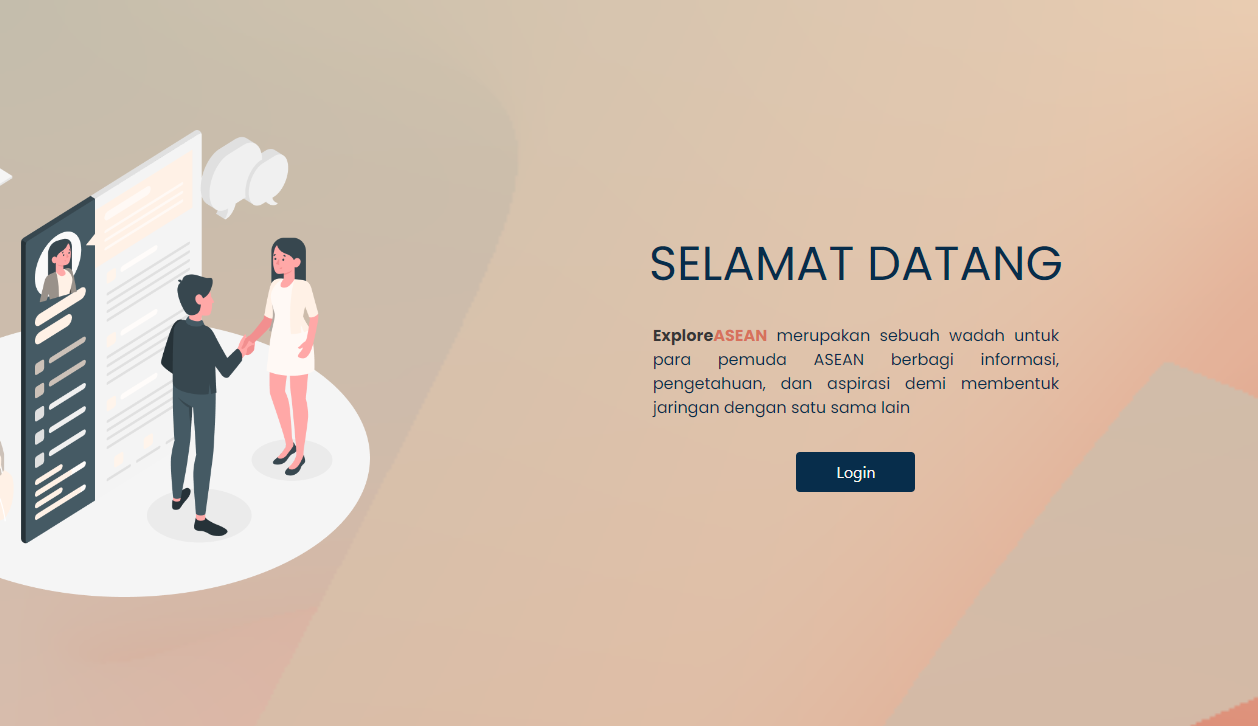 SELAMAT DATANG
ExploreASEAN merupakan sebuah wadah untuk
para pemuda ASEAN berbagi informasi,
pengetahuan, dan aspirasi demi membentuk
jaringan dengan satu sama lain
Login